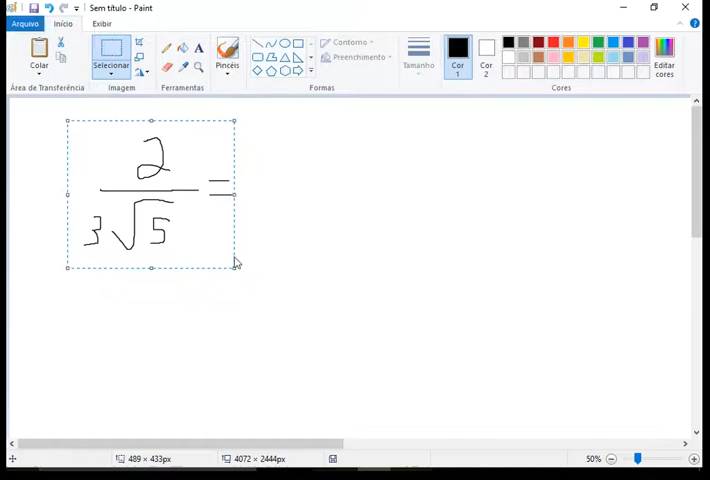 Sem título - Paint
Arquivo Início Exibir
Colar Selecionar A Pincéis Contorno Preenchimento Tamanho Cor 1 Cor 2 Editar cores
Área de Transferência Imagem Ferramentas Formas Cores
2
3√5 =
489 × 433px 4072 × 2444px 50%